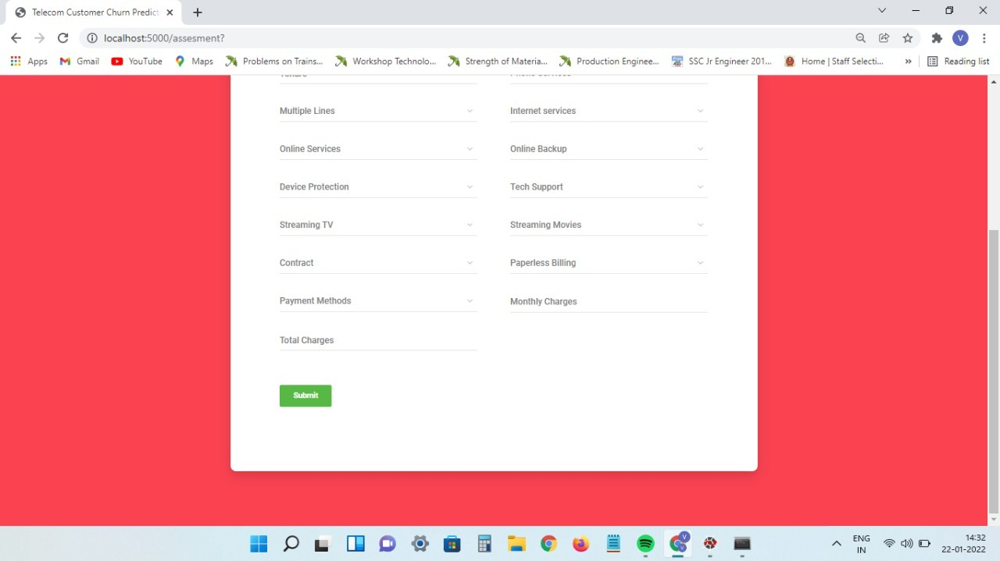 Telecom Customer Churn Predict
localhost:5000/assesment?
V
Apps Gmail YouTube Maps Problems on Trains... Workshop Technolo... Strength of Materia... Production Enginee... SSC Jr Engineer 201... Home | Staff Selecti... » Reading list
Tenure Phone Services
Multiple Lines Internet services
Online Services Online Backup
Device Protection Tech Support
Streaming TV Streaming Movies
Contract Paperless Billing
Payment Methods Monthly Charges
Total Charges
Submit
V
ENG
IN
14:32
22-01-2022